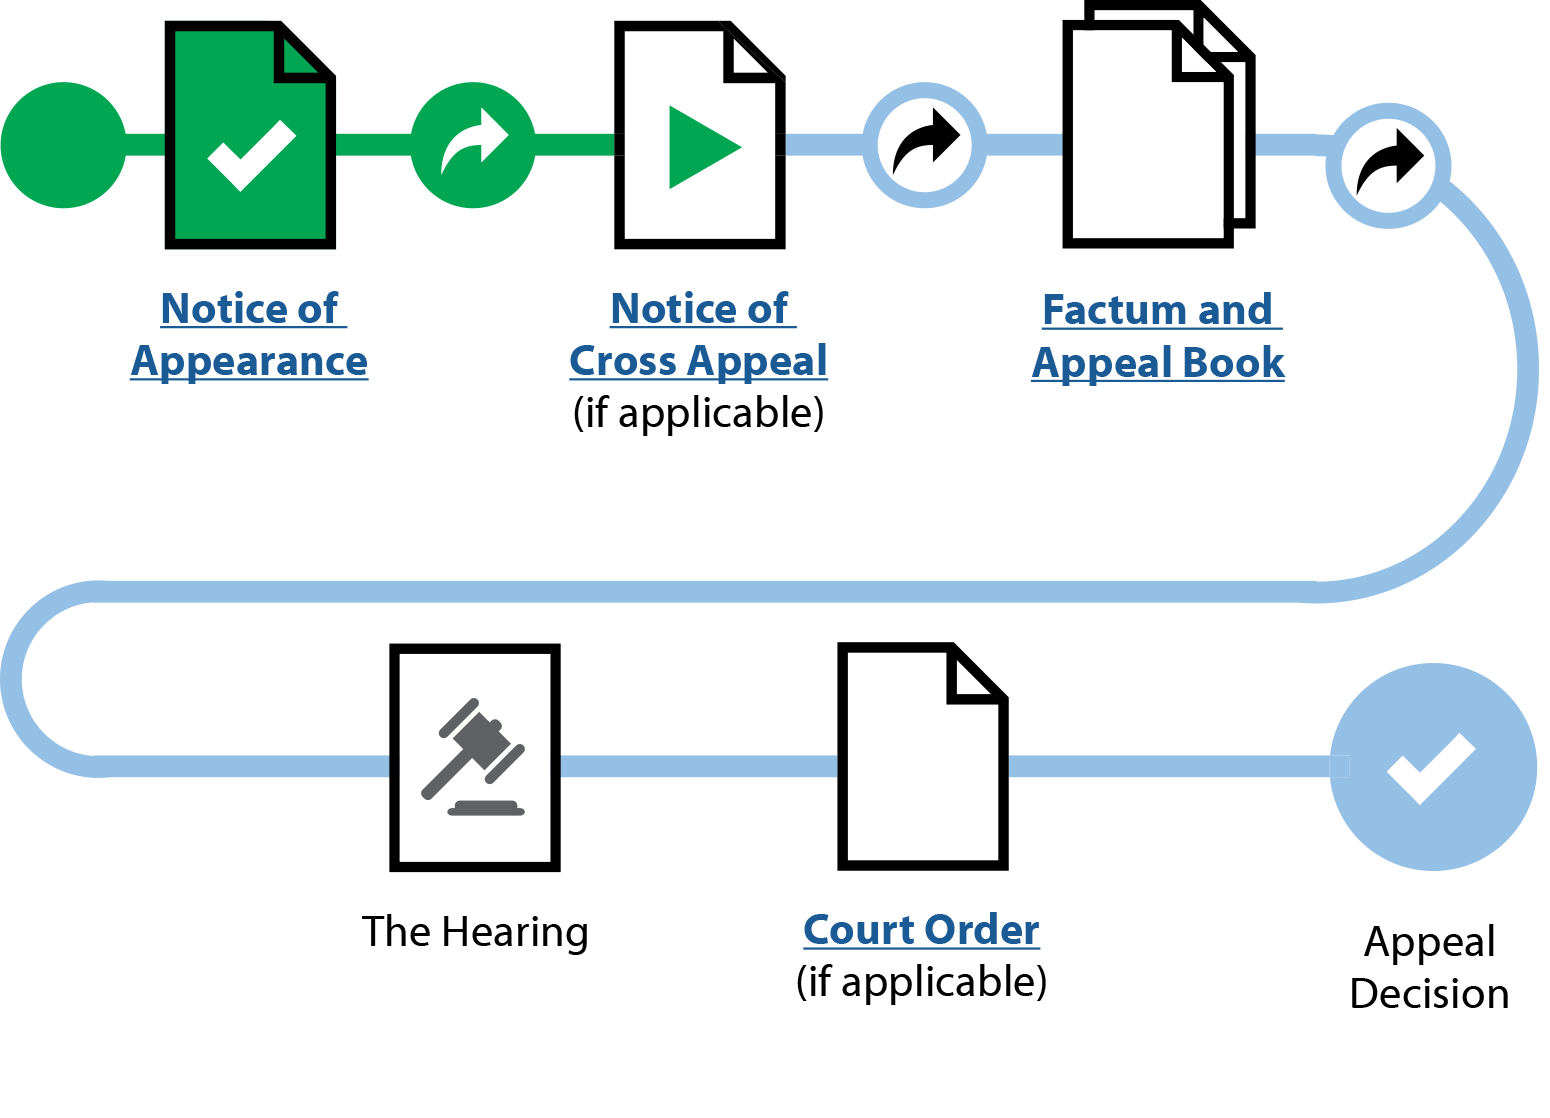 Notice of
Appearance
Notice of
Cross Appeal
(if applicable)
Factum and
Appeal Book
The Hearing
Court Order
(if applicable)
Appeal
Decision